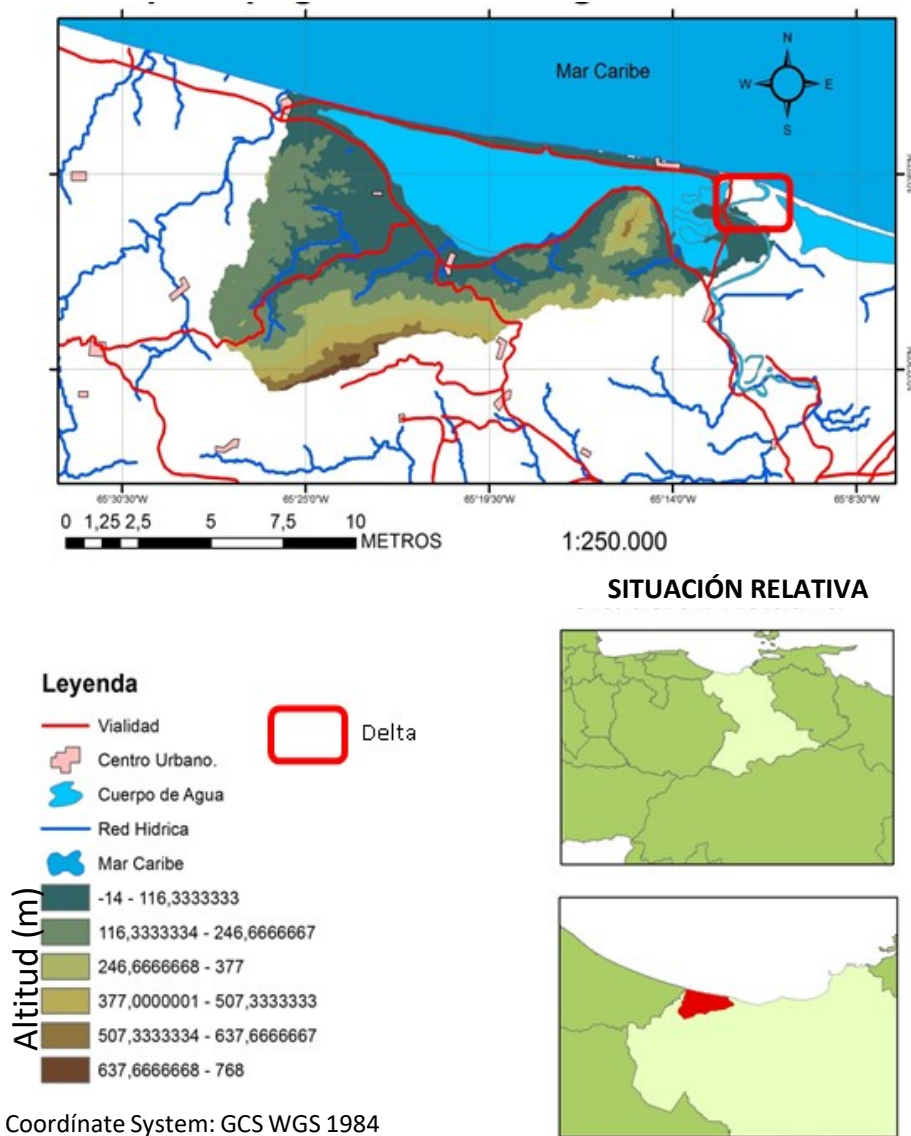 Mar Caribe
N
W E
S
65°30'30"W 65°25'0"W 65°19'30"W 65°14'0"W 65°8'30"W
0 1,25 2,5 5 7,5 10
METROS
1:250.000
SITUACIÓN RELATIVA
Leyenda
Vialidad
Delta
Centro Urbano.
Cuerpo de Agua
Red Hidrica
Mar Caribe
Altitud (m)
-14 - 116,3333333
116,3333334 - 246,6666667
246,6666668 - 377
377,0000001 - 507,3333333
507,3333334 - 637,6666667
637,6666668 - 768
Coordínate System: GCS WGS 1984